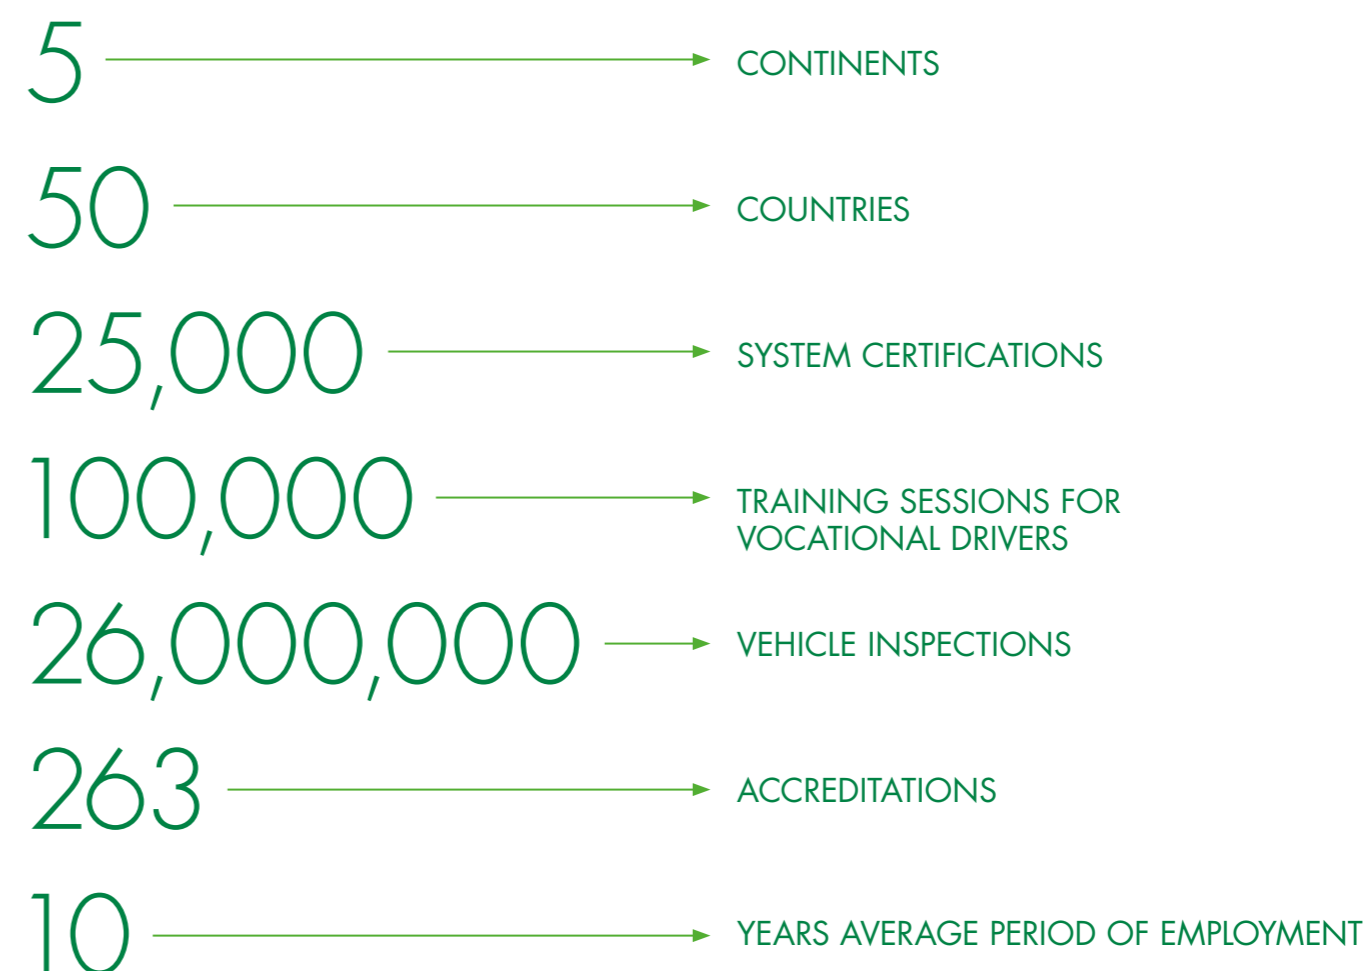 5 CONTINENTS
50 COUNTRIES
25,000 SYSTEM CERTIFICATIONS
100,000 TRAINING SESSIONS FOR
VOCATIONAL DRIVERS
26,000,000 VEHICLE INSPECTIONS
263 ACCREDITATIONS
10 YEARS AVERAGE PERIOD OF EMPLOYMENT